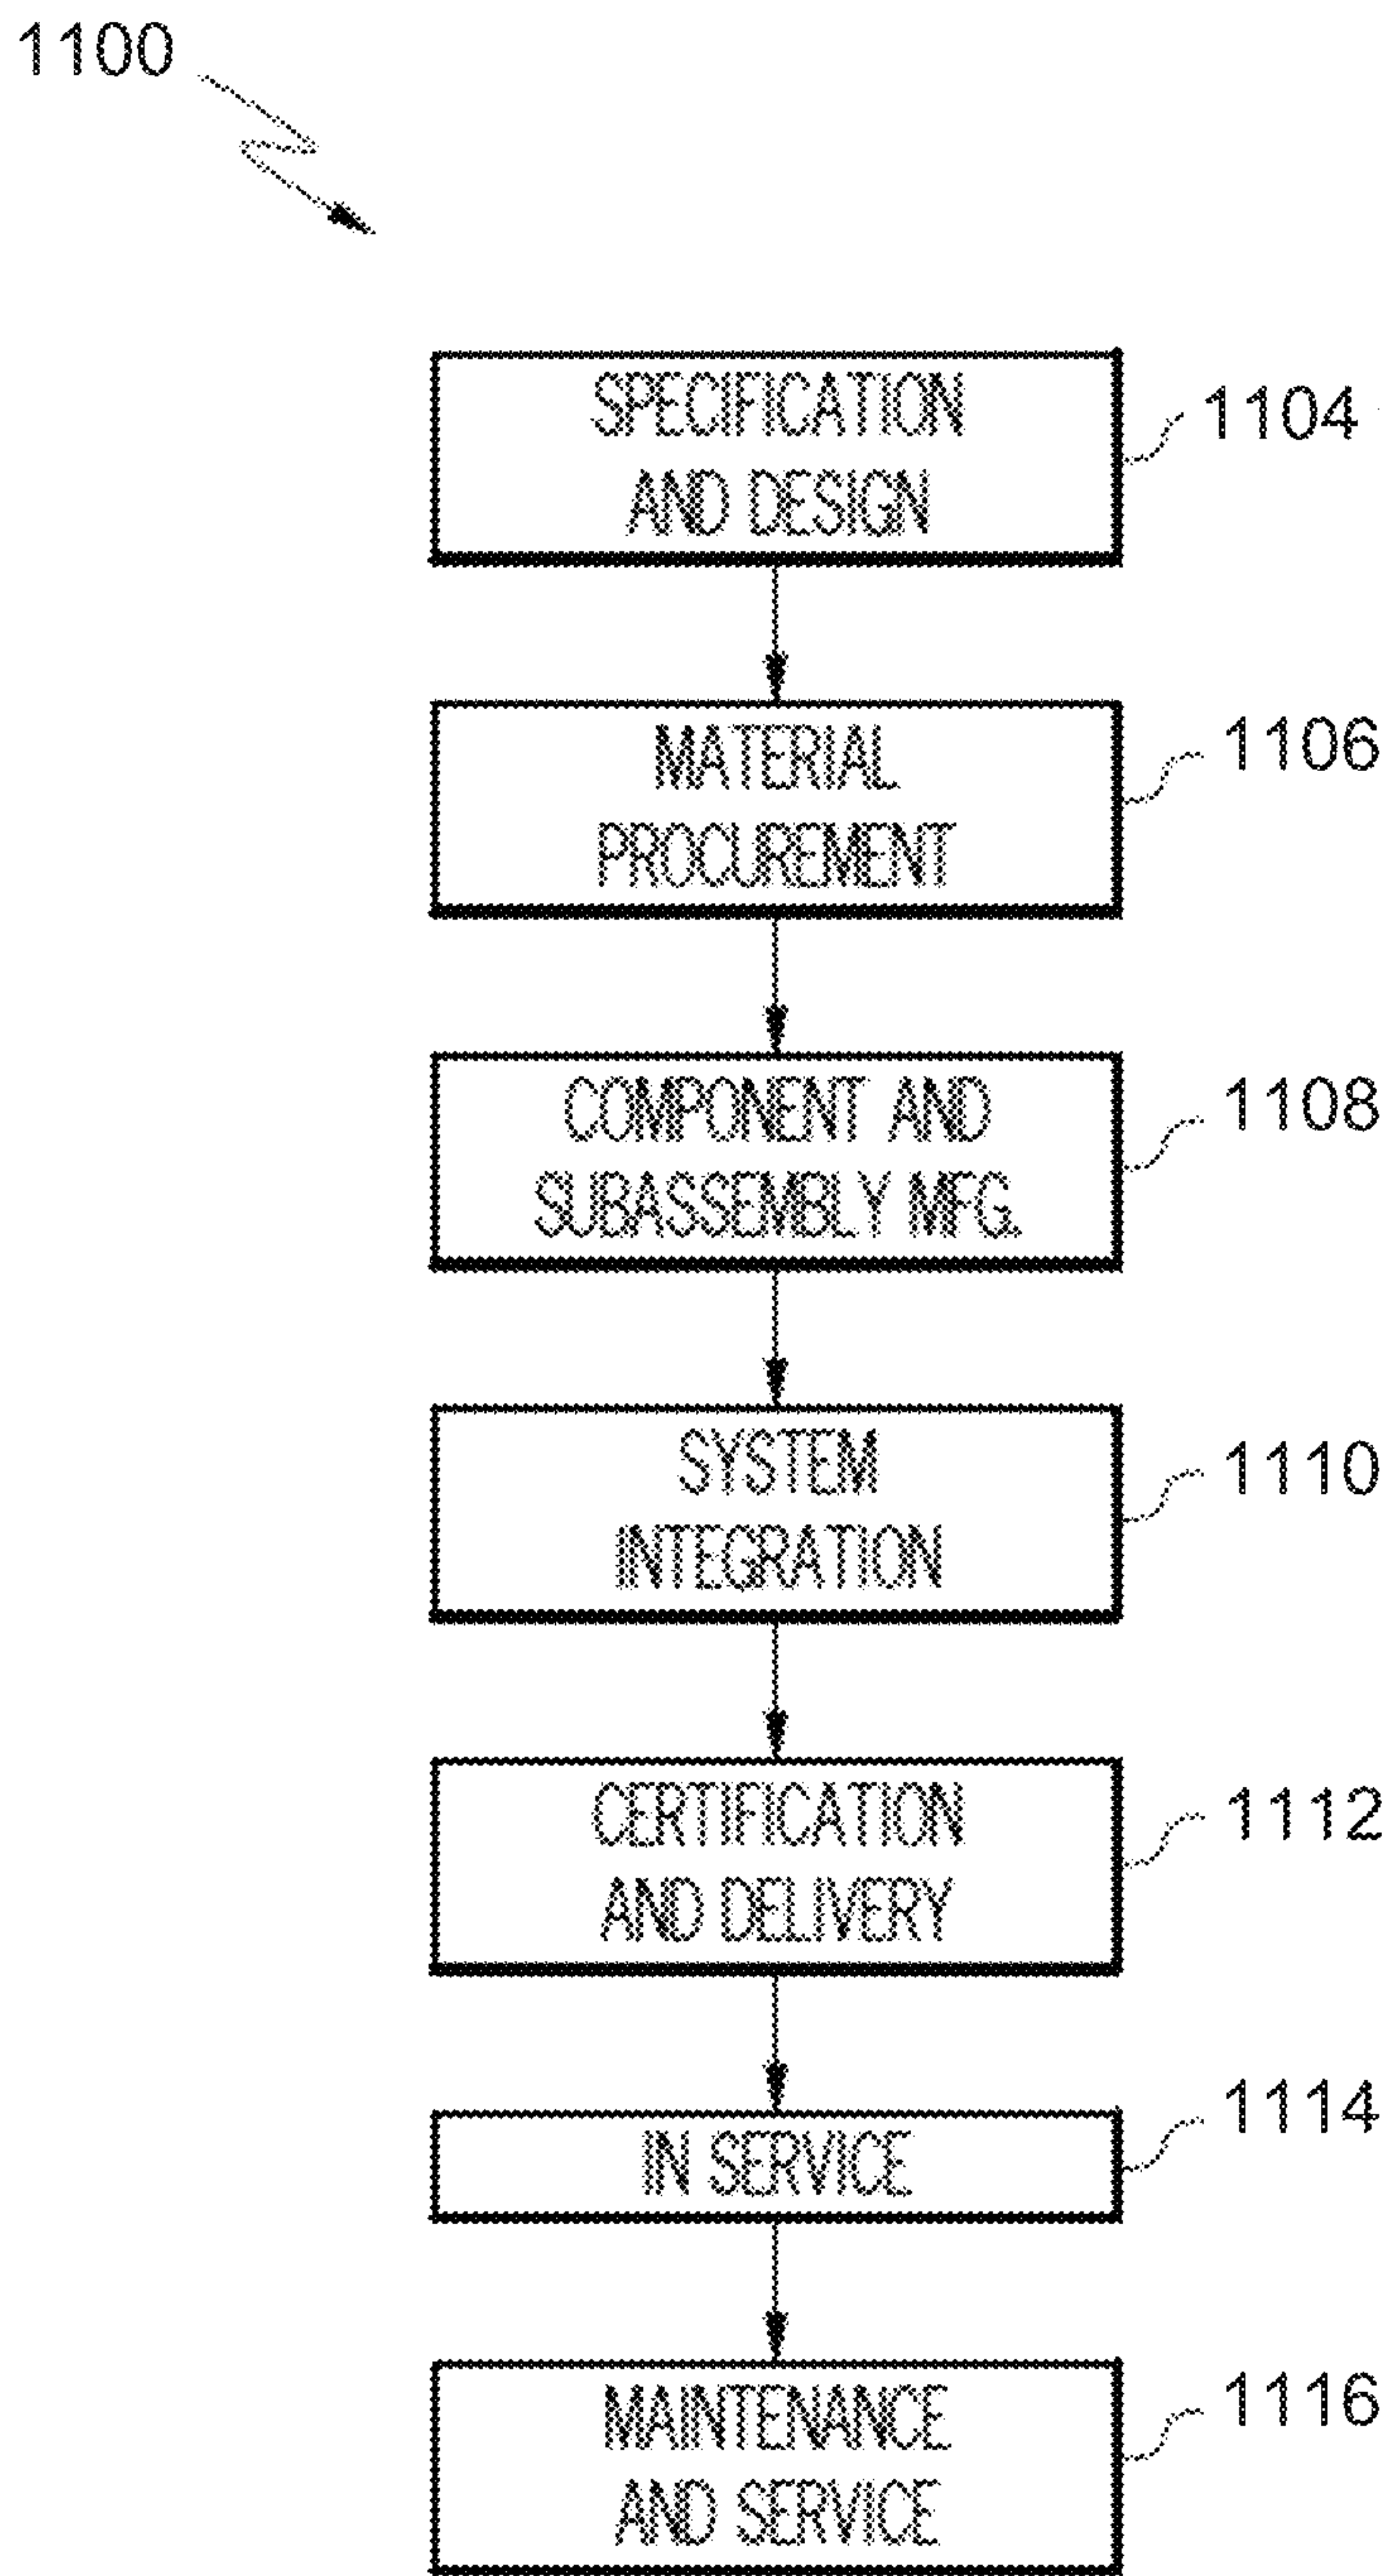 1100
SPECIFICATION
AND DESIGN
1104
MATERIAL
PROCUREMENT
1106
COMPONENT AND
SUBASSEMBLY MFG.
1108
SYSTEM
INTEGRATION
1110
CERTIFICATION
AND DELIVERY
1112
IN SERVICE
1114
MAINTENANCE
AND SERVICE
1116